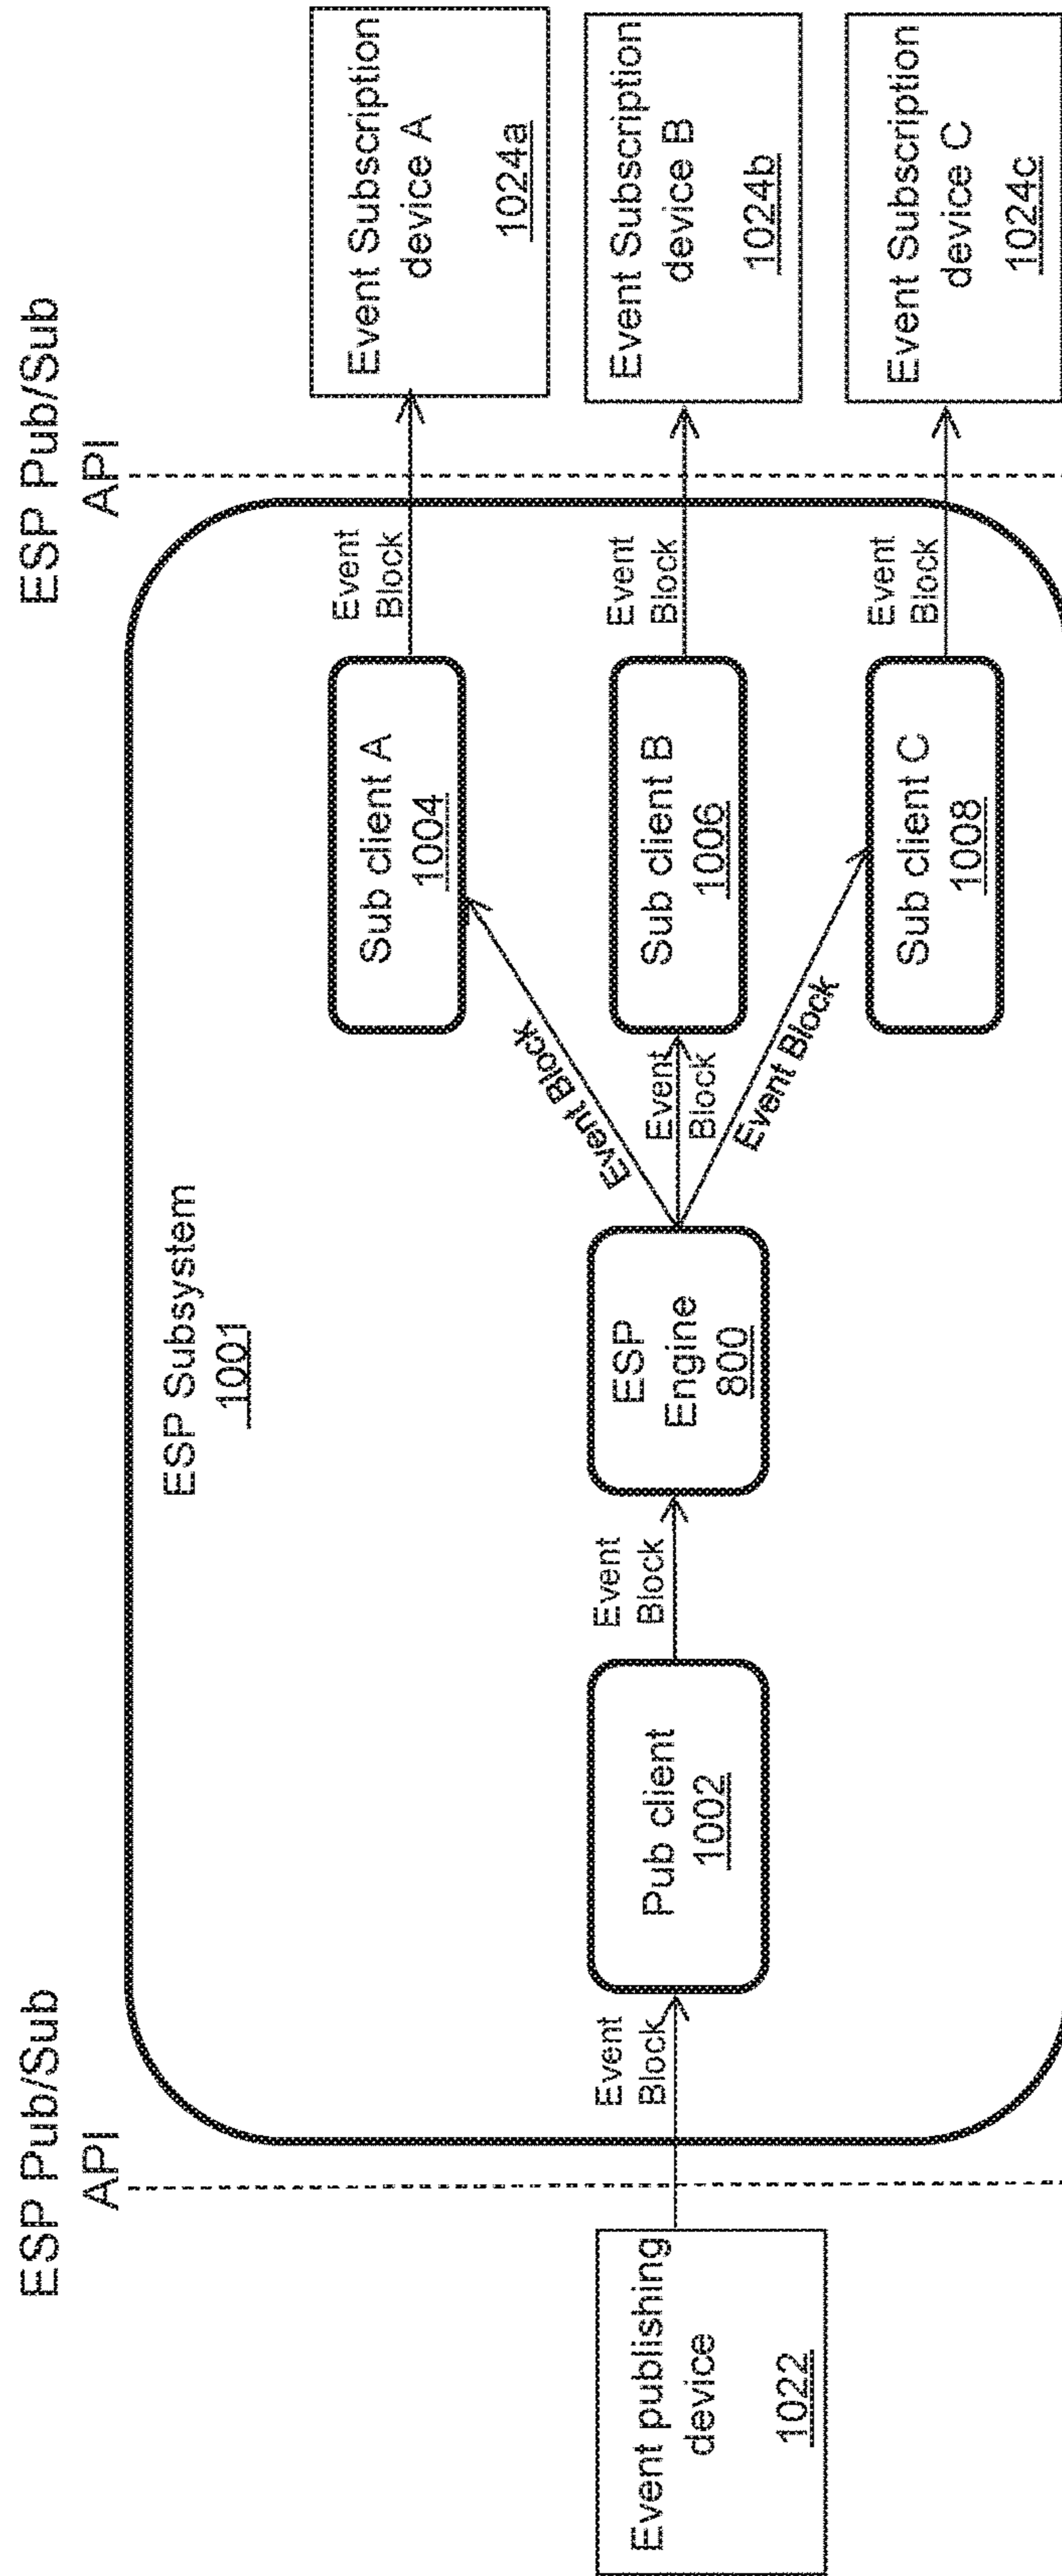 ESP Pub/Sub
API
ESP Pub/Sub
API
ESP Subsystem
1001
Event publishing
device
1022
Event
Block
Pub client
1002
Event
Block
ESP
Engine
800
Event Block
Event
Block
Event Block
Sub client A
1004
Sub client B
1006
Sub client C
1008
Event
Block
Event
Block
Event
Block
Event Subscription
device A
1024a
Event Subscription
device B
1024b
Event Subscription
device C
1024c